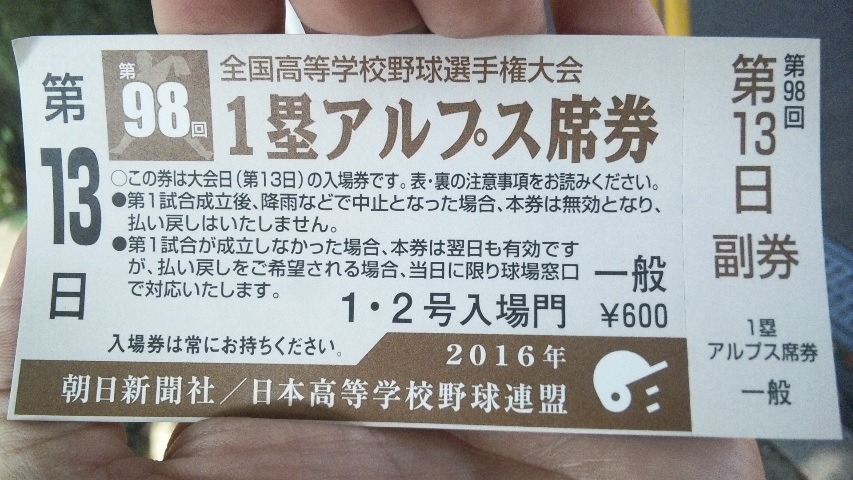 第13日
第98回
全国高等学校野球選手権大会
1塁アルプス席券
○この券は大会日(第13日)の入場券です。表・裏の注意事項をお読みください。
●第1試合成立後、降雨などで中止となった場合、本券は無効となり、
払い戻しはいたしません。
●第1試合が成立しなかった場合、本券は翌日も有効です
が、払い戻しをご希望される場合、当日に限り球場窓口
で対応いたします。
一般
¥600
1・2号入場門
入場券は常にお持ちください。
2016年
朝日新聞社/日本高等学校野球連盟
第98回
第13日
副券
1塁
アルプス席券
一般